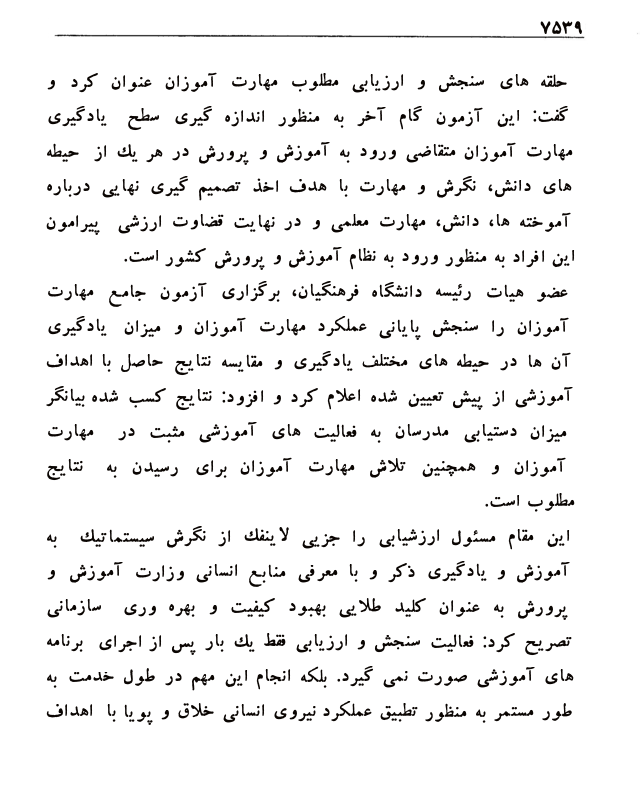 ۷۵۳۹
حلقه های سنجش و ارزیابی مطلوب مهارت آموزان عنوان کرد و
گفت: این آزمون گام آخر به منظور اندازه گیری سطح یادگیری
مهارت آموزان متقاضی ورود به آموزش و پرورش در هر یك از حیطه
های دانش، نگرش و مهارت با هدف اخذ تصمیم گیری نهایی درباره
آموخته ها، دانش، مهارت معلمی و در نهایت قضاوت ارزشی پیرامون
این افراد به منظور ورود به نظام آموزش و پرورش کشور است.
عضو هیات رئیسه دانشگاه فرهنگیان، برگزاری آزمون جامع مهارت
آموزان را سنجش پایانی عملکرد مهارت آموزان و میزان یادگیری
آن ها در حیطه های مختلف یادگیری و مقایسه نتایج حاصل با اهداف
آموزشی از پیش تعیین شده اعلام کرد و افزود: نتایج کسب شده بیانگر
میزان دستیابی مدرسان به فعالیت های آموزشی مثبت در مهارت
آموزان و همچنین تلاش مهارت آموزان برای رسیدن به نتایج
مطلوب است.
این مقام مسئول ارزشیابی را جزیی لاینفك از نگرش سیستماتیك به
آموزش و یادگیری ذکر و با معرفی منابع انسانی وزارت آموزش و
پرورش به عنوان کلید طلایی بهبود کیفیت و بهره وری سازمانی
تصریح کرد: فعالیت سنجش و ارزیابی فقط یك بار پس از اجرای برنامه
های آموزشی صورت نمی گیرد. بلکه انجام این مهم در طول خدمت به
طور مستمر به منظور تطبیق عملکرد نیروی انسانی خلاق و پویا با اهداف